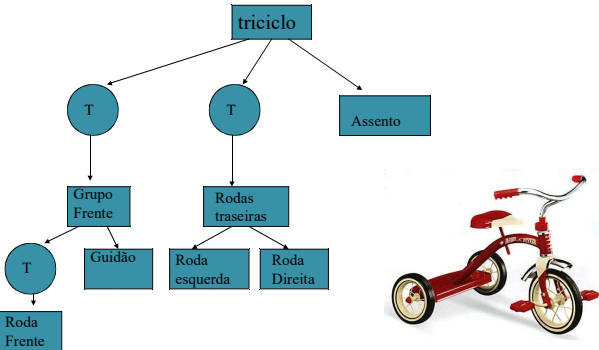 triciclo
T
T
Assento
Grupo
Frente
Rodas
traseiras
T
Guidão
Roda
esquerda
Roda
Direita
Roda
Frente